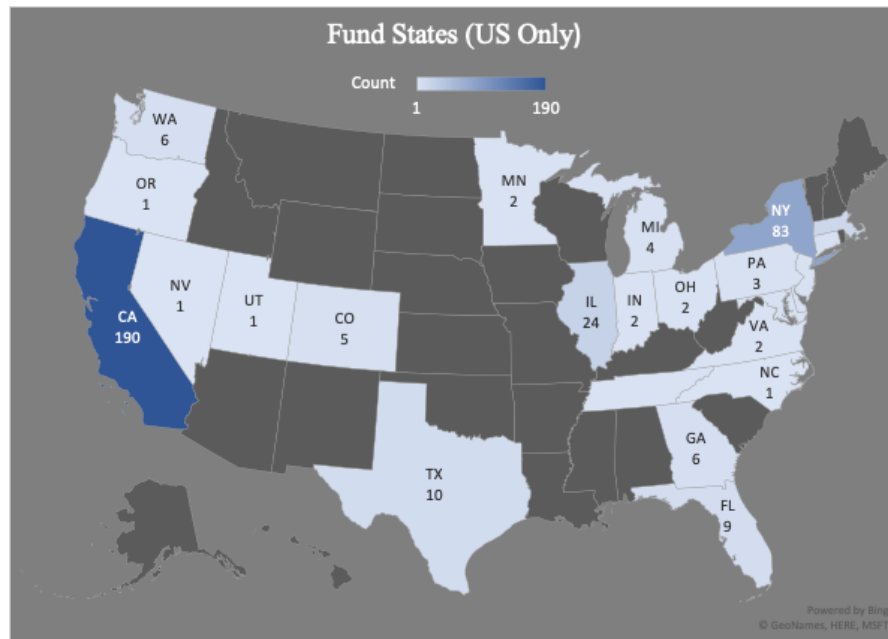 Fund States (US Only)
Count
1 190
WA
6
OR
1
MN
2
NY
83
MI
4
PA
3
NV
1
UT
1
CO
5
IL
24
IN
2
OH
2
CA
190
VA
2
NC
1
GA
6
TX
10
FL
9
Powered by Bing
© GeoNames, HERE, MSFT